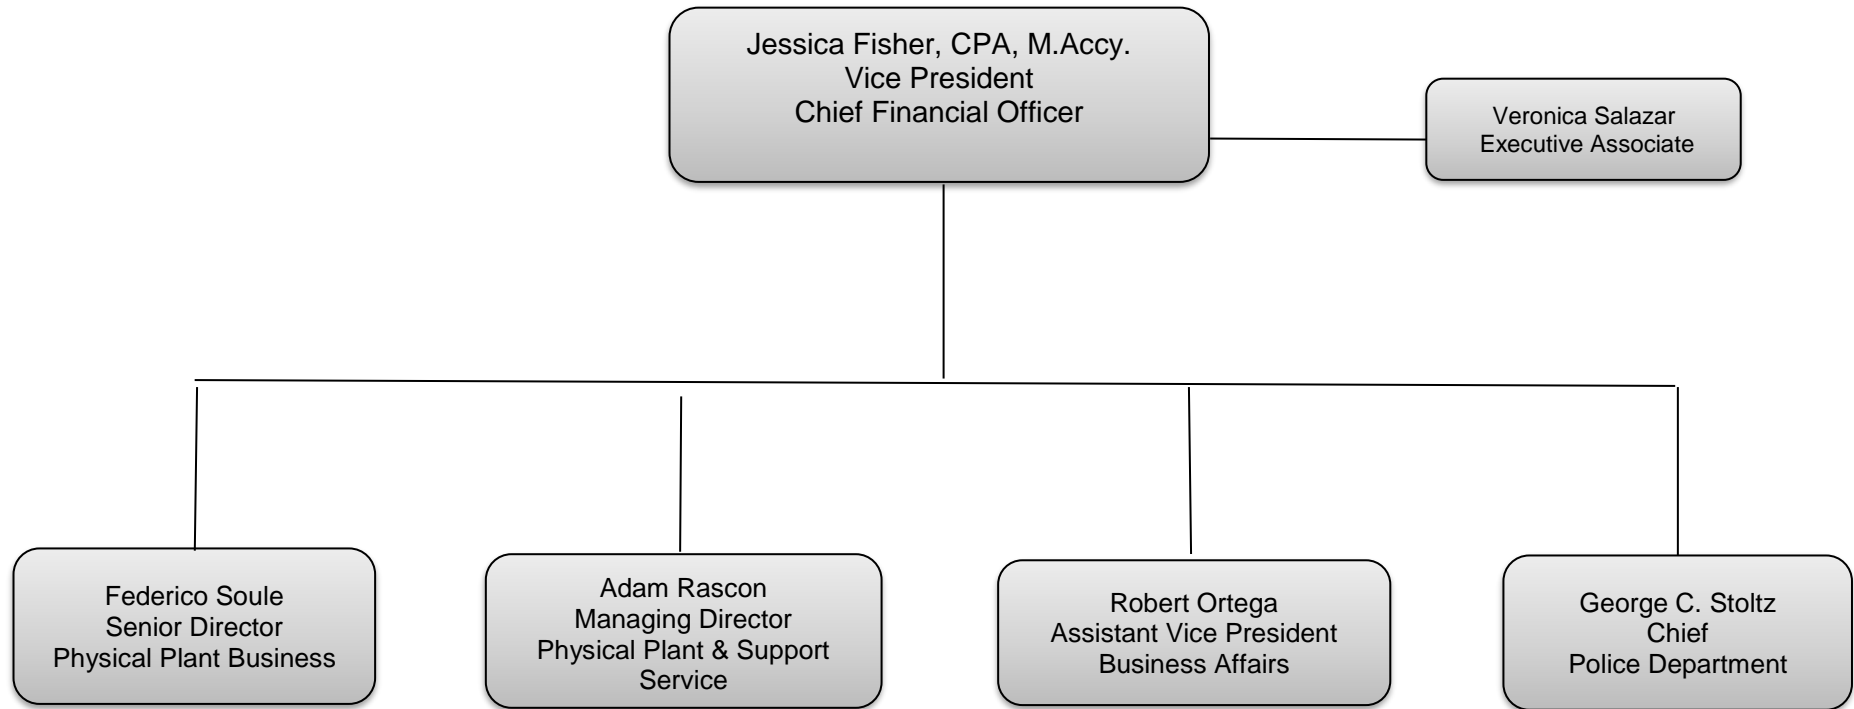 Jessica Fisher, CPA, M.Accy.
Vice President
Chief Financial Officer
Veronica Salazar
Executive Associate
Federico Soule
Senior Director
Physical Plant Business
Adam Rascon
Managing Director
Physical Plant & Support
Service
Robert Ortega
Assistant Vice President
Business Affairs
George C. Stoltz
Chief
Police Department